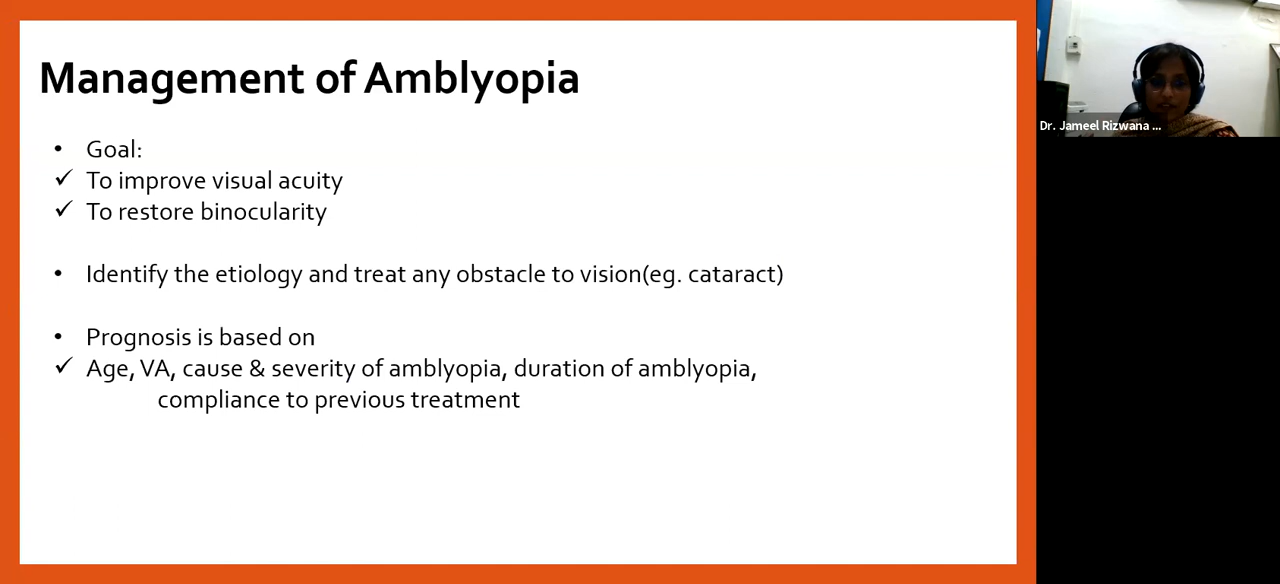 Management of Amblyopia
• Goal:
✓ To improve visual acuity
✓ To restore binocularity
• Identify the etiology and treat any obstacle to vision(eg. cataract)
• Prognosis is based on
✓ Age, VA, cause & severity of amblyopia, duration of amblyopia,
compliance to previous treatment
Dr. Jameel Rizwana ...